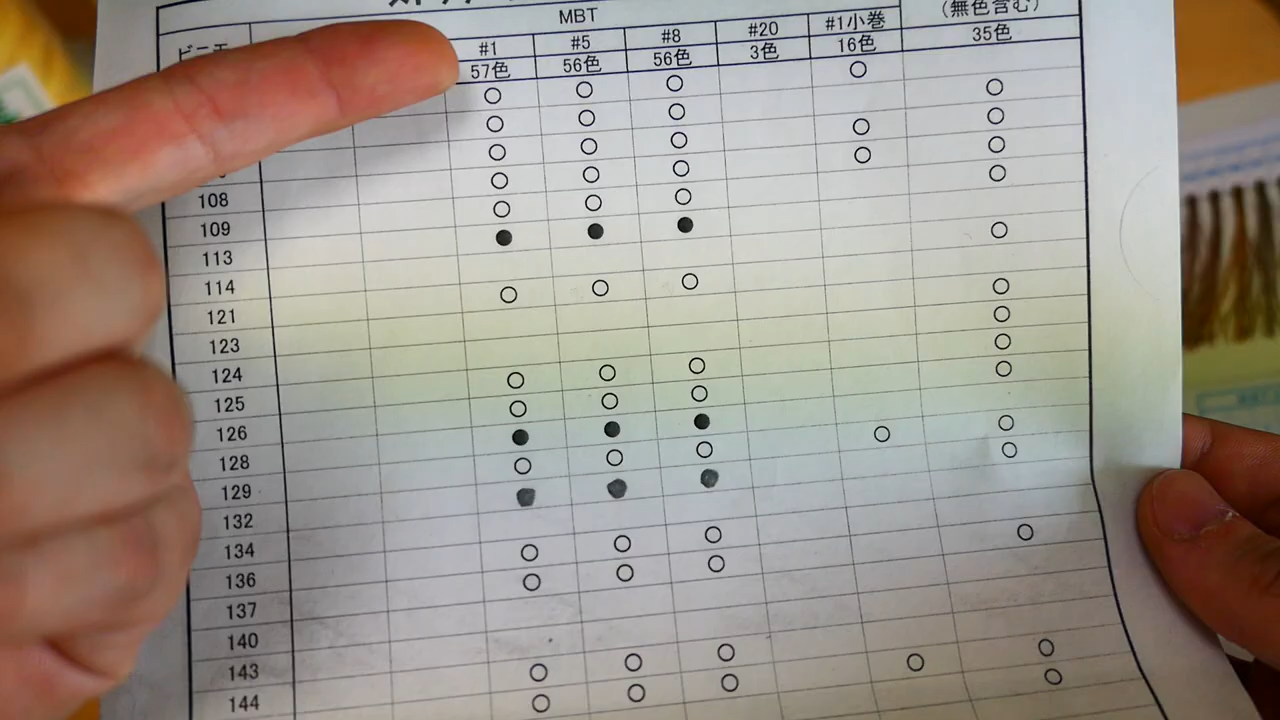 MBT
(無色含む)
#1 #5 #8 #20 #1小巻
57色 56色 56色 3色 16色 35色
○ ○ ○ ○
○ ○ ○ ○
○ ○ ○ ○ ○
108 ○ ○ ○ ○ ○
109 ○ ○ ○ ○
113 ● ● ●
114 ○
121 ○ ○ ○
123 ○
124 ○
125 ○ ○ ○ ○
126 ○ ○ ○ ○
128 ● ● ●
129 ○ ○ ○ ○ ○
132 ● ● ● ○
134
136 ○ ○ ○
137 ○ ○ ○ ○
140
143
144 ○ ○ ○ ○
○ ○ ○ ○ ○